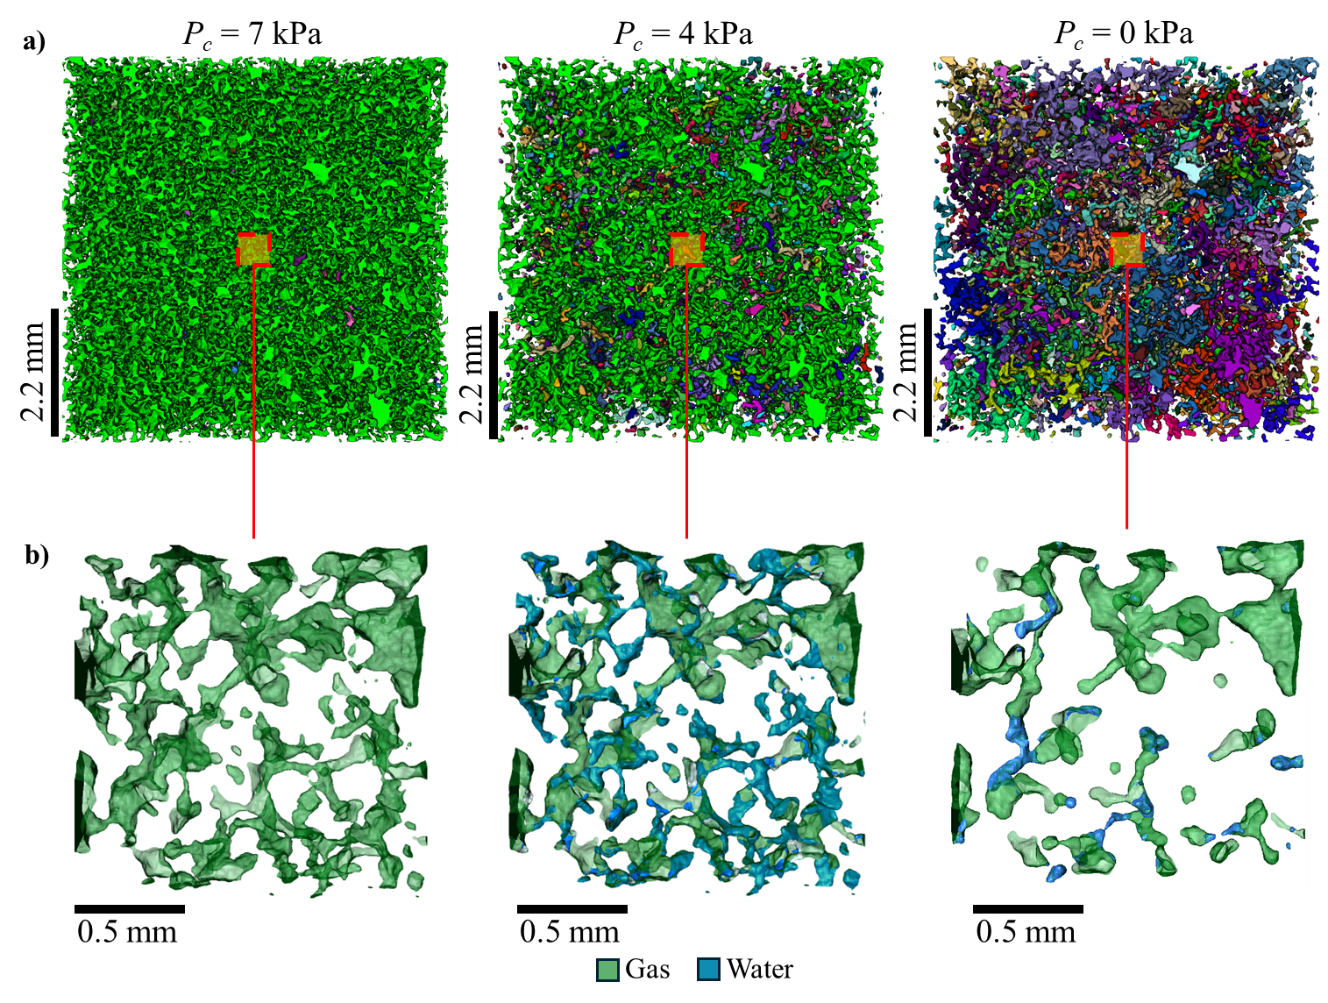 a)
P_c = 7 kPa
P_c = 4 kPa
P_c = 0 kPa
2.2 mm
2.2 mm
2.2 mm
b)
0.5 mm
0.5 mm
0.5 mm
Gas
Water